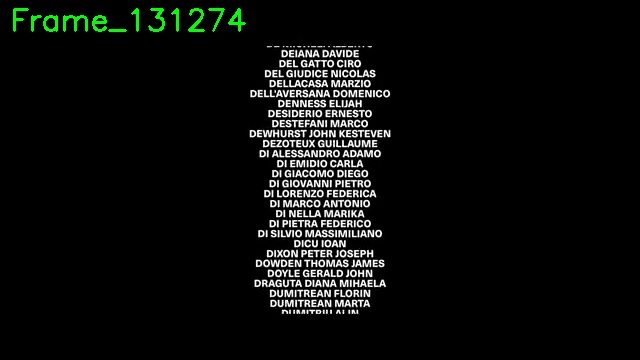 Frame_131274
DEIANA DAVIDE
DEL GATTO CIRO
DEL GIUDICE NICOLAS
DELLACASA MARZIO
DELL'AVERSANA DOMENICO
DENNESS ELIJAH
DESIDERIO ERNESTO
DESTEFANI MARCO
DEWHURST JOHN KESTEVEN
DEZOTEUX GUILLAUME
DI ALESSANDRO ADAMO
DI EMIDIO CARLA
DI GIACOMO DIEGO
DI GIOVANNI PIETRO
DI LORENZO FEDERICA
DI MARCO ANTONIO
DI NELLA MARIKA
DI PIETRA FEDERICO
DI SILVIO MASSIMILIANO
DICU IOAN
DIXON PETER JOSEPH
DOWDEN THOMAS JAMES
DOYLE GERALD JOHN
DRAGUTA DIANA MIHAELA
DUMITREAN FLORIN
DUMITREAN MARTA